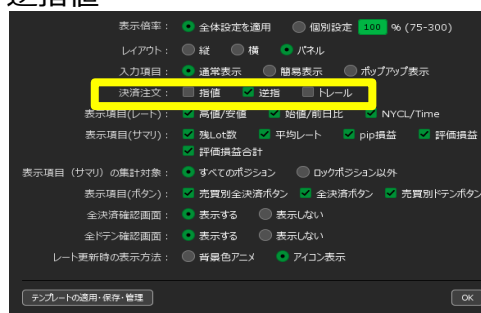 逆指値
表示倍率： 全体設定を適用 個別設定 100 % (75-300)
レイアウト： 縦 横 パネル
入力項目： 通常表示 簡易表示 ポップアップ表示
決済注文： 指値 逆指 トレール
表示項目(レート)： 高値/安値 始値/前日比 NYCL/Time
表示項目(サマリ)： 残Lot数 平均レート pip損益 評価損益
評価損益合計
表示項目（サマリ）の集計対象： すべてのポジション ロックポジション以外
表示項目(ボタン)： 売買別全決済ボタン 全決済ボタン 売買別ドテンボタン
全決済確認画面： 表示する 表示しない
全ドテン確認画面： 表示する 表示しない
レート更新時の表示方法： 背景色アニメ アイコン表示
テンプレートの適用・保存・管理 OK